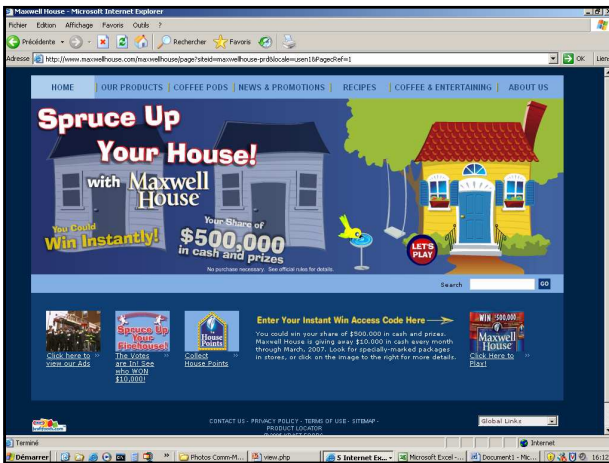 Maxwell House - Microsoft Internet Explorer
Fichier Edition Affichage Favoris Outils ?
Précédente Rechercher Favoris
Adresse http://www.maxwellhouse.com/maxwellhouse/page?siteid=maxwellhouse-prd&locale=usen1&PagecRef=1 OK Liens
HOME | OUR PRODUCTS | COFFEE PODS | NEWS & PROMOTIONS | RECIPES | COFFEE & ENTERTAINING | ABOUT US
Spruce Up
Your House!
with Maxwell
House
You Could
Win Instantly!
Your Share of
$500,000
in cash and prizes
No purchase necessary. See official rules for details.
LET'S
PLAY
Search GO
Click here to
view our Ads
Spruce Up
Your
Firehouse!
The Votes
are In! See
who WON
$10,000!
House
Points
Collect
House Points
Enter Your Instant Win Access Code Here
You could win your share of $500,000 in cash and prizes.
Maxwell House is giving away $10,000 in cash every month
through March, 2007. Look for specially-marked packages
in stores, or click on the image to the right for more details.
WIN $500,000
Maxwell
House
Click Here to
Play!
CONTACT US - PRIVACY POLICY - TERMS OF USE - SITEMAP -
PRODUCT LOCATOR
Global Links
Terminé Internet
Démarrer Photos Comm-M... view.php 5 Internet Ex... Microsoft Excel -... Document1 - Mic... 16:12